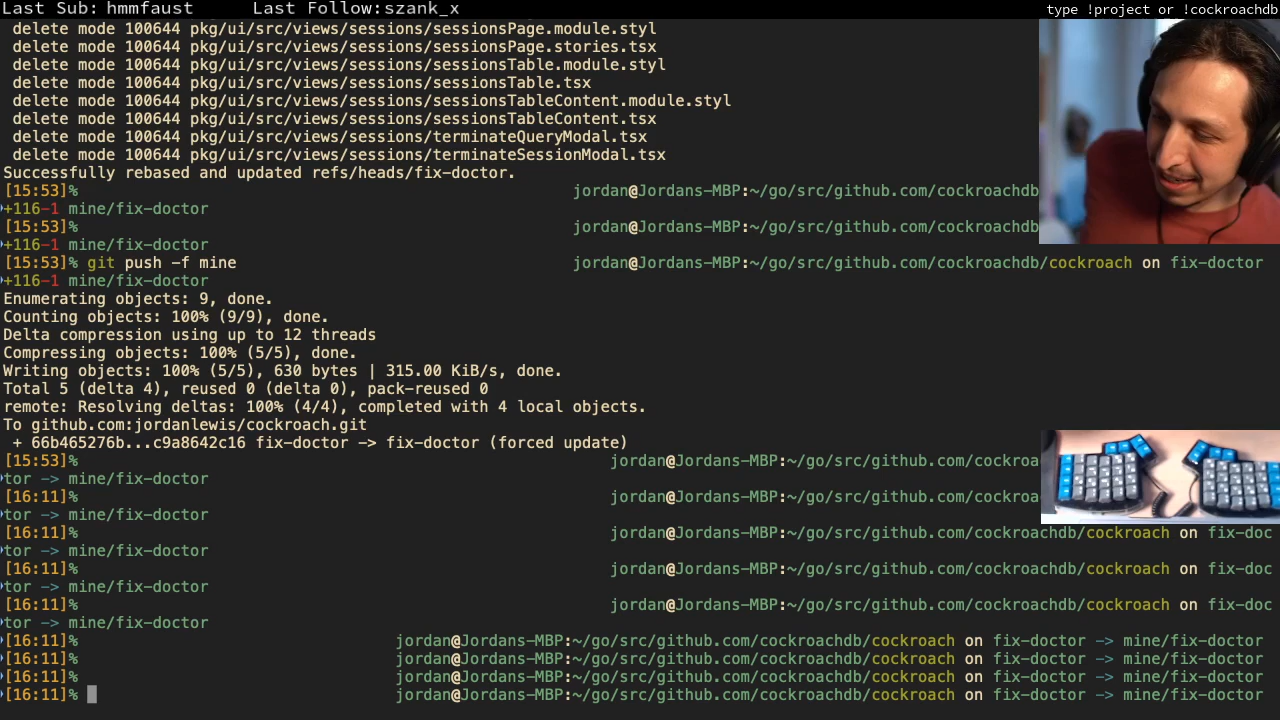 Last Sub: hmmfaust Last Follow:szank_x type !project or !cockroachdb
delete mode 100644 pkg/ui/src/views/sessions/sessionsPage.module.styl
delete mode 100644 pkg/ui/src/views/sessions/sessionsPage.stories.tsx
delete mode 100644 pkg/ui/src/views/sessions/sessionsTable.module.styl
delete mode 100644 pkg/ui/src/views/sessions/sessionsTable.tsx
delete mode 100644 pkg/ui/src/views/sessions/sessionsTableContent.module.styl
delete mode 100644 pkg/ui/src/views/sessions/sessionsTableContent.tsx
delete mode 100644 pkg/ui/src/views/sessions/terminateQueryModal.tsx
delete mode 100644 pkg/ui/src/views/sessions/terminateSessionModal.tsx
Successfully rebased and updated refs/heads/fix-doctor.
[15:53]% jordan@Jordans-MBP:~/go/src/github.com/cockroachdb
+116-1 mine/fix-doctor
[15:53]% jordan@Jordans-MBP:~/go/src/github.com/cockroachdb
+116-1 mine/fix-doctor
[15:53]% git push -f mine jordan@Jordans-MBP:~/go/src/github.com/cockroachdb/cockroach on fix-doctor
+116-1 mine/fix-doctor
Enumerating objects: 9, done.
Counting objects: 100% (9/9), done.
Delta compression using up to 12 threads
Compressing objects: 100% (5/5), done.
Writing objects: 100% (5/5), 630 bytes | 315.00 KiB/s, done.
Total 5 (delta 4), reused 0 (delta 0), pack-reused 0
remote: Resolving deltas: 100% (4/4), completed with 4 local objects.
To github.com:jordanlewis/cockroach.git
+ 66b465276b...c9a8642c16 fix-doctor -> fix-doctor (forced update)
[15:53]% jordan@Jordans-MBP:~/go/src/github.com/cockroa
tor -> mine/fix-doctor
[16:11]% jordan@Jordans-MBP:~/go/src/github.com/cockroa
tor -> mine/fix-doctor
[16:11]% jordan@Jordans-MBP:~/go/src/github.com/cockroachdb/cockroach on fix-doc
tor -> mine/fix-doctor
[16:11]% jordan@Jordans-MBP:~/go/src/github.com/cockroachdb/cockroach on fix-doc
tor -> mine/fix-doctor
[16:11]% jordan@Jordans-MBP:~/go/src/github.com/cockroachdb/cockroach on fix-doc
tor -> mine/fix-doctor
[16:11]% jordan@Jordans-MBP:~/go/src/github.com/cockroachdb/cockroach on fix-doctor -> mine/fix-doctor
[16:11]% jordan@Jordans-MBP:~/go/src/github.com/cockroachdb/cockroach on fix-doctor -> mine/fix-doctor
[16:11]% jordan@Jordans-MBP:~/go/src/github.com/cockroachdb/cockroach on fix-doctor -> mine/fix-doctor
[16:11]% jordan@Jordans-MBP:~/go/src/github.com/cockroachdb/cockroach on fix-doctor -> mine/fix-doctor